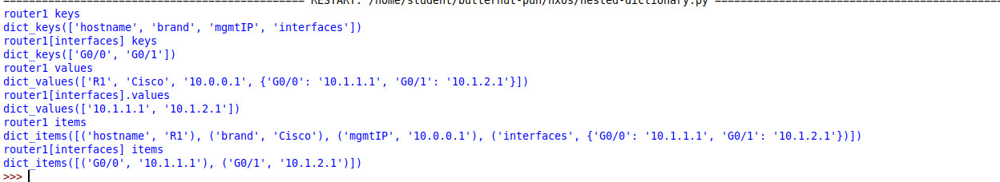 RESTART: /home/student/butternut-pun/nxos/nested-dictionary.py
router1 keys
dict_keys(['hostname', 'brand', 'mgmtIP', 'interfaces'])
router1[interfaces] keys
dict_keys(['G0/0', 'G0/1'])
router1 values
dict_values(['R1', 'Cisco', '10.0.0.1', {'G0/0': '10.1.1.1', 'G0/1': '10.1.2.1'}])
router1[interfaces].values
dict_values(['10.1.1.1', '10.1.2.1'])
router1 items
dict_items([('hostname', 'R1'), ('brand', 'Cisco'), ('mgmtIP', '10.0.0.1'), ('interfaces', {'G0/0': '10.1.1.1', 'G0/1': '10.1.2.1'})])
router1[interfaces] items
dict_items([('G0/0', '10.1.1.1'), ('G0/1', '10.1.2.1')])
>>>